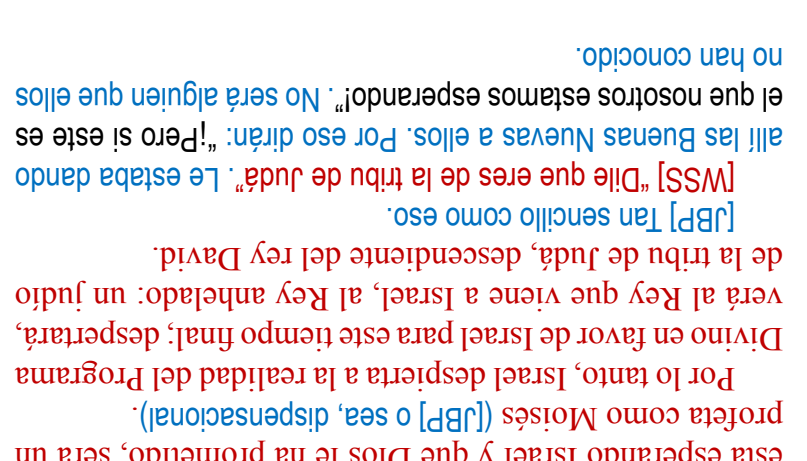 está esperando Israel y que Dios le ha prometido, será un
profeta como Moisés ([JBP] o sea, dispensacional).
Por lo tanto, Israel despierta a la realidad del Programa
Divino en favor de Israel para este tiempo final; despertará,
verá al Rey que viene a Israel, al Rey anhelado: un judío
de la tribu de Judá, descendiente del rey David.
[JBP] Tan sencillo como eso.
[WSS] “Dile que eres de la tribu de Judá”. Le estaba dando
allí las Buenas Nuevas a ellos. Por eso dirán: “¡Pero si este es
el que nosotros estamos esperando!”. No será alguien que ellos
no han conocido.